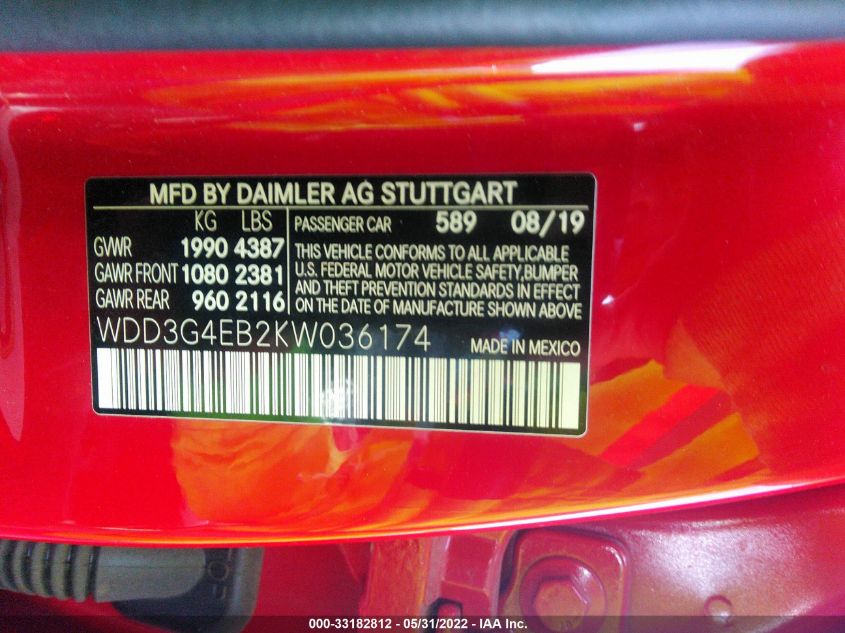 MFD BY DAIMLER AG STUTTGART
KG LBS
GVWR 1990 4387
GAWR FRONT 1080 2381
GAWR REAR 960 2116
PASSENGER CAR 589 08/19
THIS VEHICLE CONFORMS TO ALL APPLICABLE
U.S. FEDERAL MOTOR VEHICLE SAFETY,BUMPER
AND THEFT PREVENTION STANDARDS IN EFFECT
ON THE DATE OF MANUFACTURE SHOWN ABOVE
WDD3G4EB2KW036174
MADE IN MEXICO
000-33182812 - 05/31/2022 - IAA Inc.